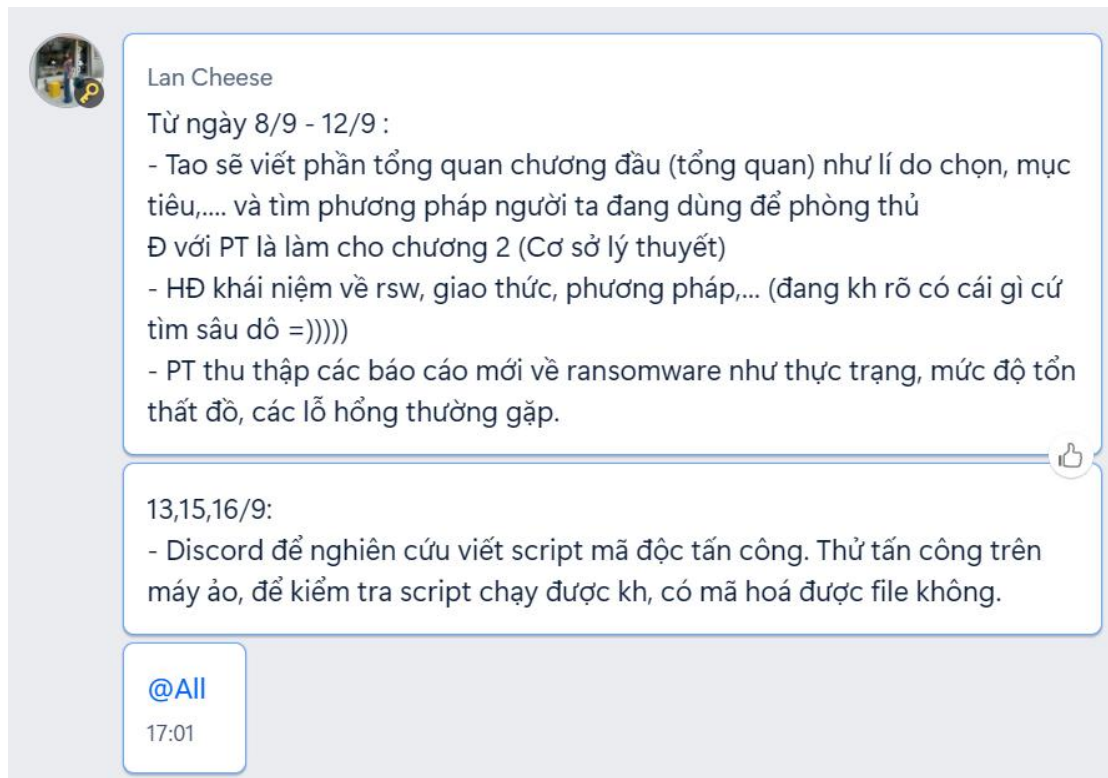 Lan Cheese
Từ ngày 8/9 - 12/9 :
- Tao sẽ viết phần tổng quan chương đầu (tổng quan) như lí do chọn, mục
tiêu,.... và tìm phương pháp người ta đang dùng để phòng thủ
Đ với PT là làm cho chương 2 (Cơ sở lý thuyết)
- HĐ khái niệm về rsw, giao thức, phương pháp,... (đang kh rõ có cái gì cứ
tìm sâu dô =)))))
- PT thu thập các báo cáo mới về ransomware như thực trạng, mức độ tổn
thất đồ, các lỗ hổng thường gặp.
13,15,16/9:
- Discord để nghiên cứu viết script mã độc tấn công. Thử tấn công trên
máy ảo, để kiểm tra script chạy được kh, có mã hoá được file không.
@All
17:01